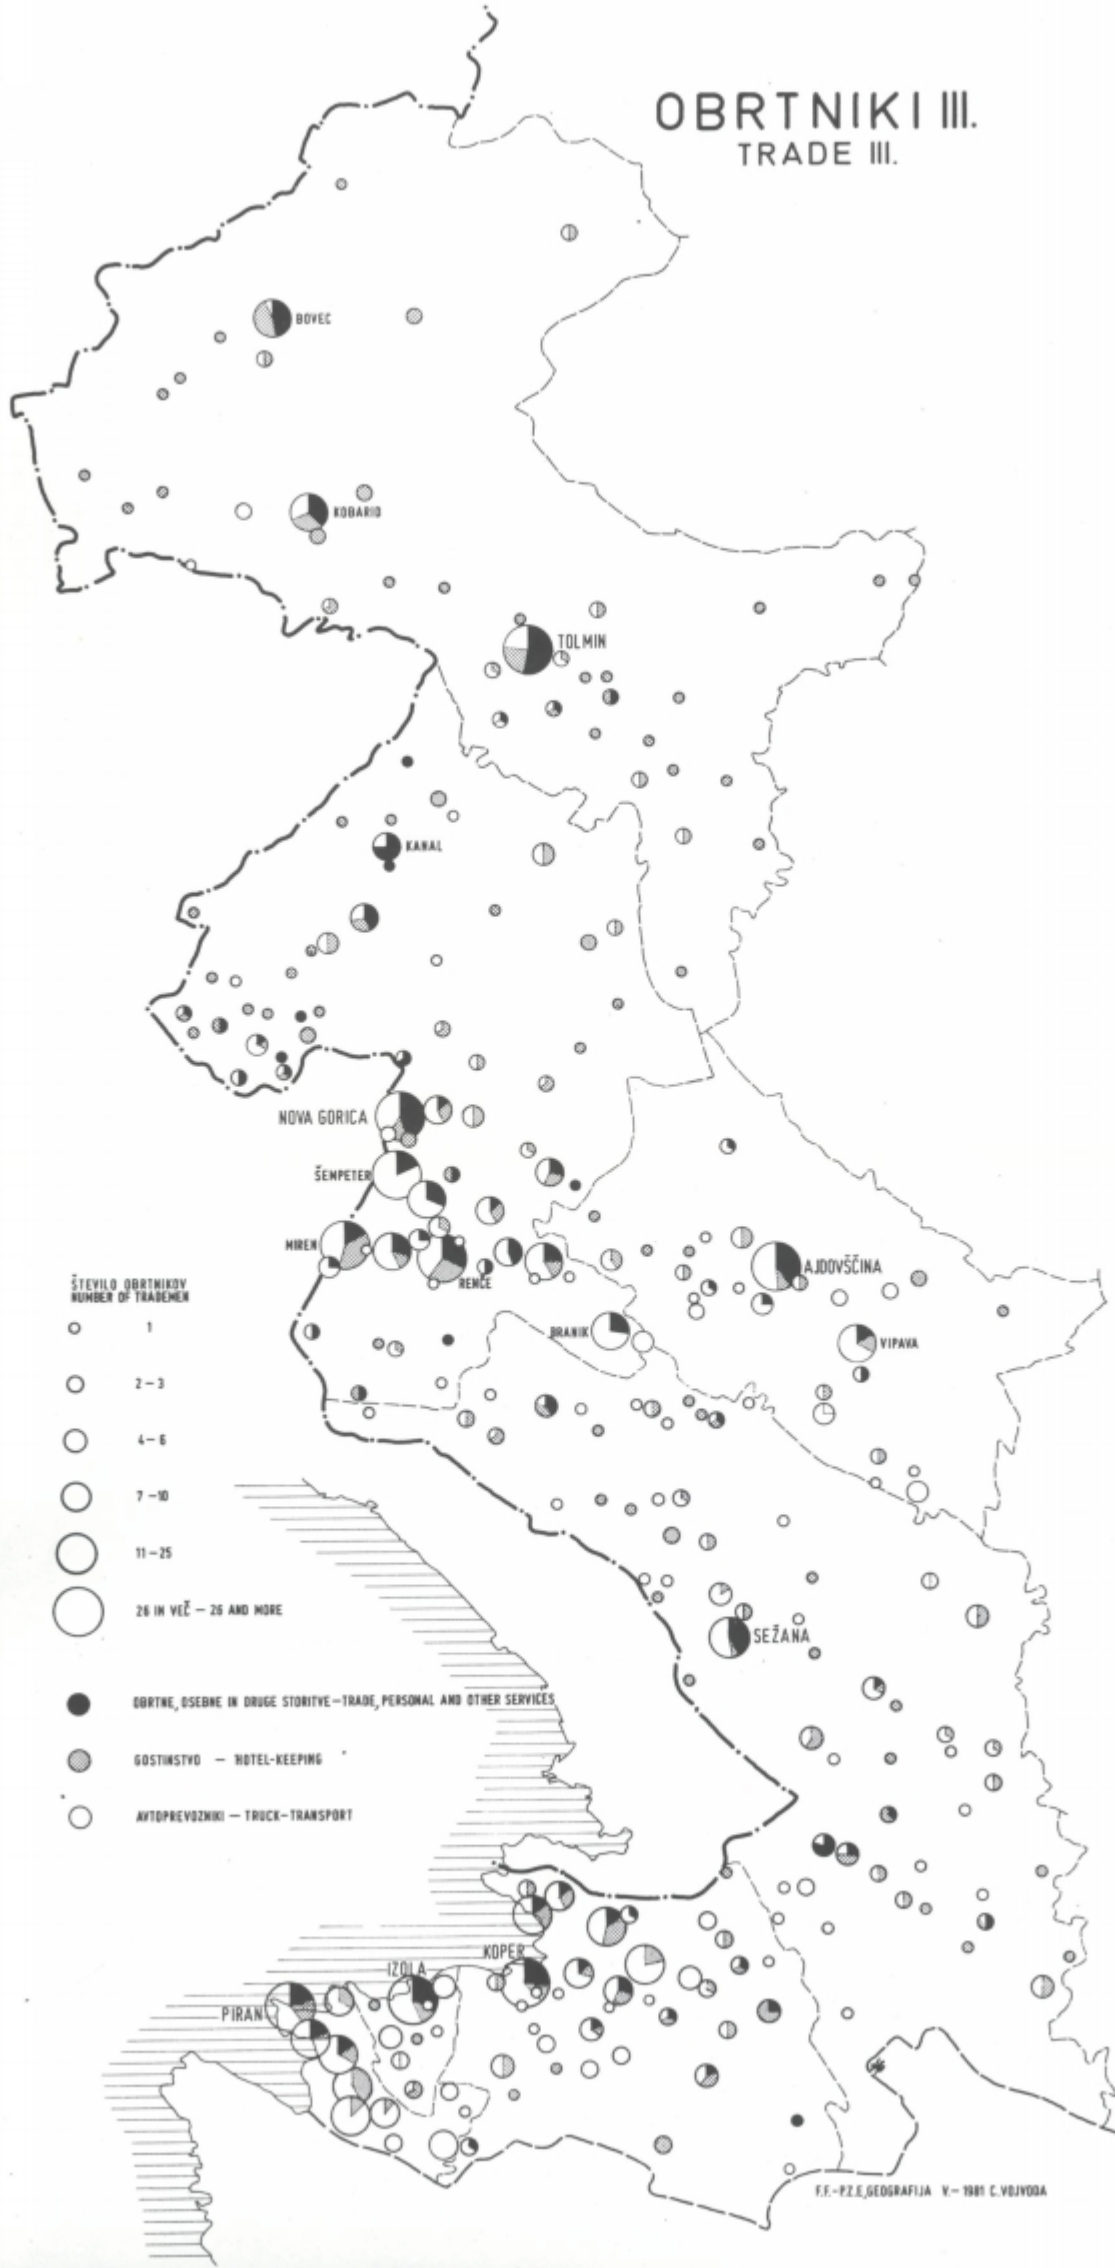 OBRTNIKI III.
TRADE III.
BOVEC
KOBARID
TOLMIN
KANAL
NOVA GORICA
ŠEMPETER
MIREN
RENČE
AJDOVŠČINA
BRANIK
VIPAVA
ŠTEVILO OBRTNIKOV
NUMBER OF TRADEMEN
1
2–3
4–6
7–10
11–25
26 IN VEČ – 26 AND MORE
SEŽANA
OBRTNE, OSEBNE IN DRUGE STORITVE – TRADE, PERSONAL AND OTHER SERVICES
GOSTINSTVO – HOTEL-KEEPING
AVTOPREVOZNIKI – TRUCK-TRANSPORT
KOPER
IZOLA
PIRAN
F.F.-P.Z.E, GEOGRAFIJA V.– 1981 C. VOJVODA